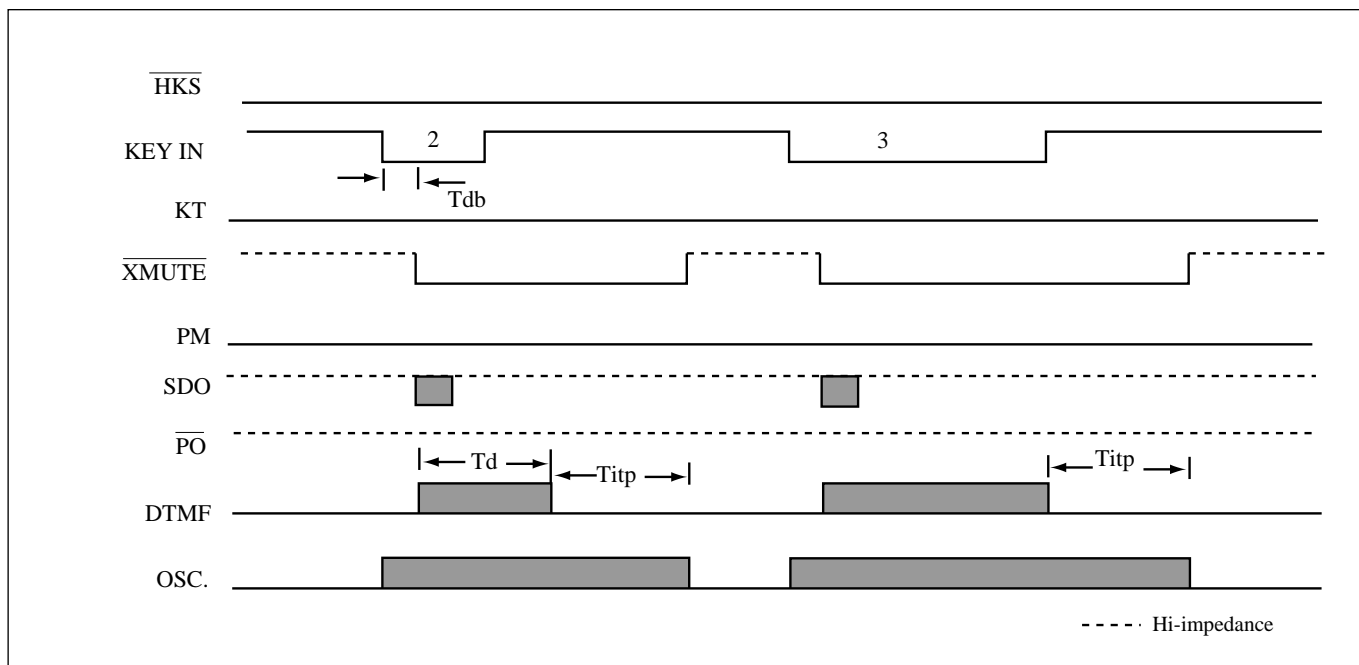 HKS
KEY IN
2
3
Tdb
KT
XMUTE
PM
SDO
PO
Td
Titp
Titp
DTMF
OSC.
Hi-impedance